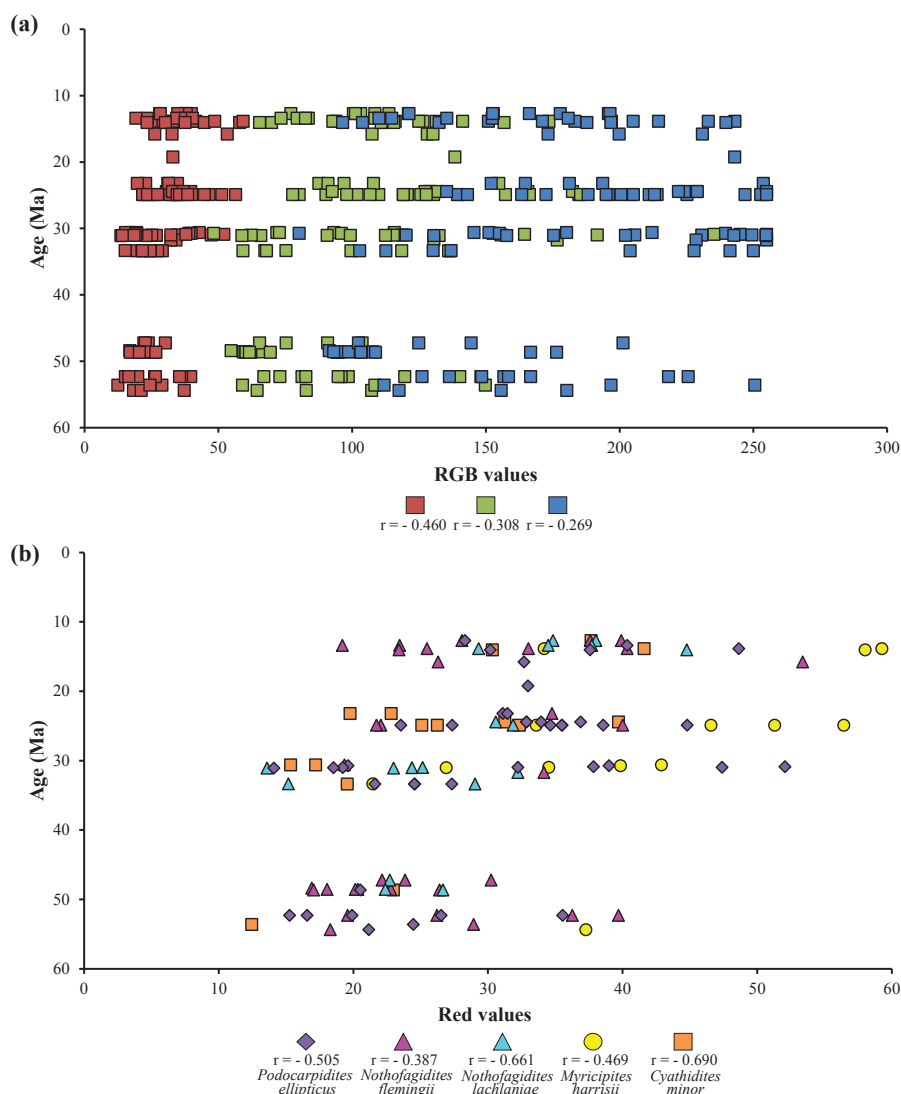 (a)
0
10
20
30
40
50
60
Age (Ma)
0 50 100 150 200 250 300
RGB values
r = - 0.460 r = - 0.308 r = - 0.269
(b)
0
10
20
30
40
50
60
Age (Ma)
0 10 20 30 40 50 60
Red values
r = - 0.505 r = - 0.387 r = - 0.661 r = - 0.469 r = - 0.690
Podocarpidites Nothofagidites Nothofagidites Myricipites Cyathidites
ellipticus flemingii lachlaniae harrisii minor